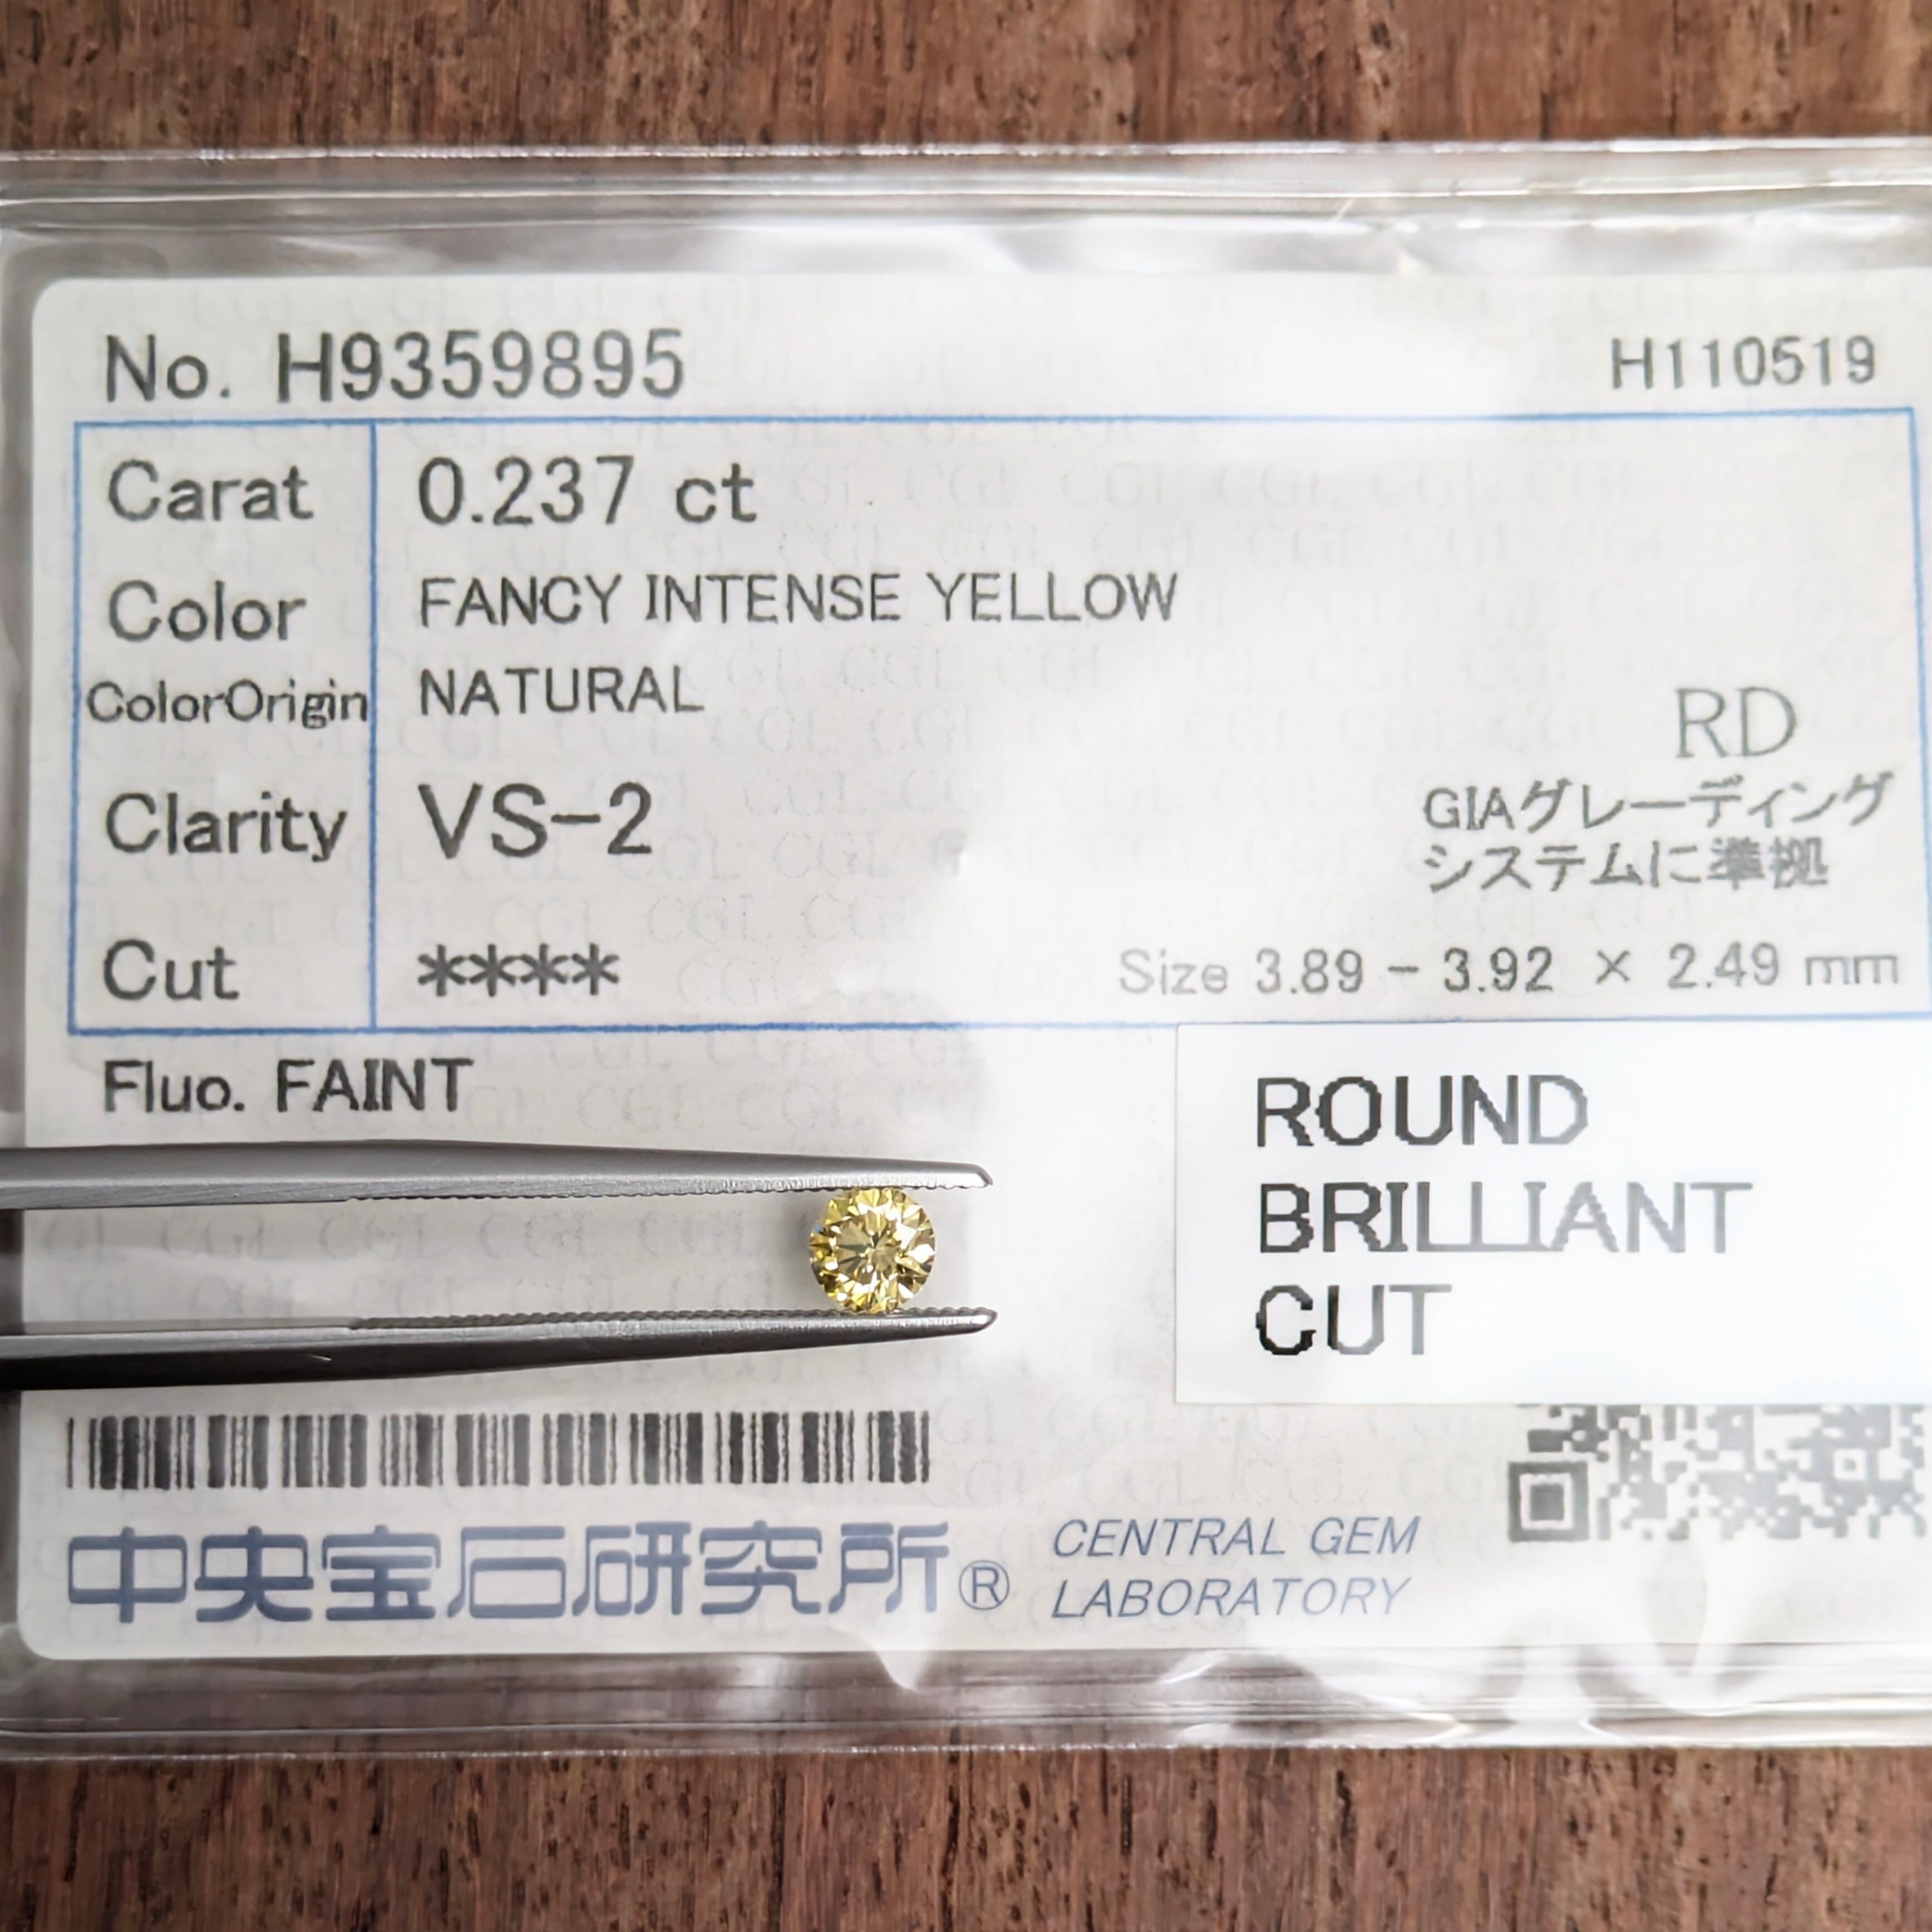 No. H9359895 H110519
Carat 0.237 ct
Color FANCY INTENSE YELLOW
ColorOrigin NATURAL
RD
Clarity VS-2
GIAグレーディング
システムに準拠
Cut ****
Size 3.89 - 3.92 × 2.49 mm
Fluo. FAINT
ROUND
BRILLIANT
CUT
中央宝石研究所® CENTRAL GEM
LABORATORY